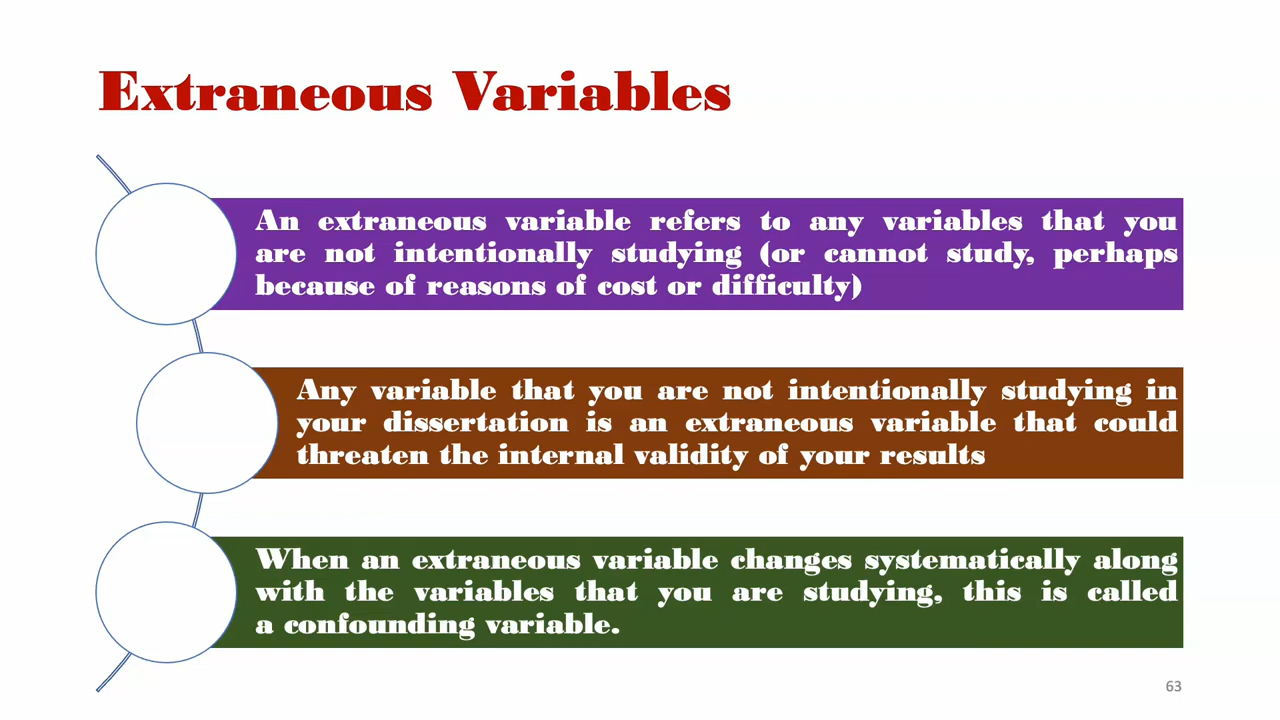 Extraneous Variables
An extraneous variable refers to any variables that you
are not intentionally studying (or cannot study, perhaps
because of reasons of cost or difficulty)
Any variable that you are not intentionally studying in
your dissertation is an extraneous variable that could
threaten the internal validity of your results
When an extraneous variable changes systematically along
with the variables that you are studying, this is called
a confounding variable.
63